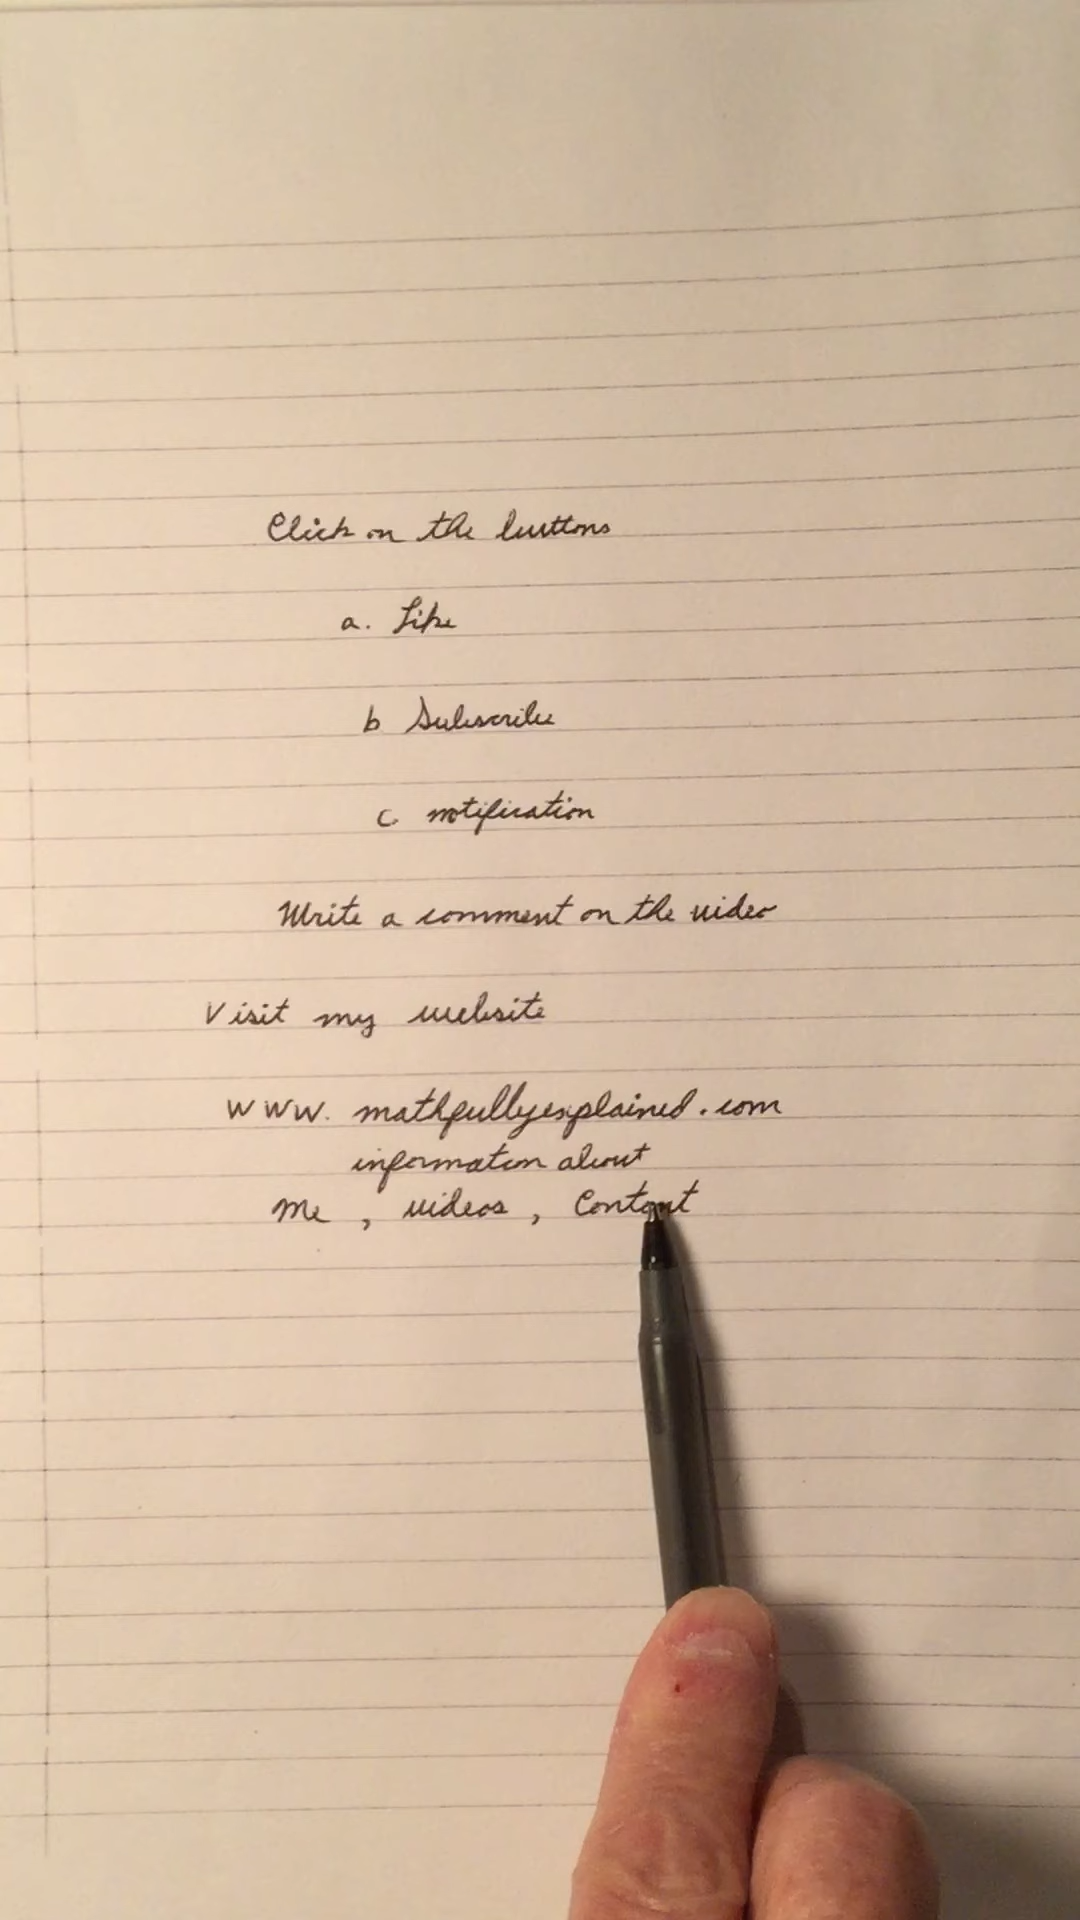 Click on the buttons
a. Like
b Subscribe
c notification
Write a comment on the video
Visit my website
www. mathfullyexplained.com
information about
me, videos, Content